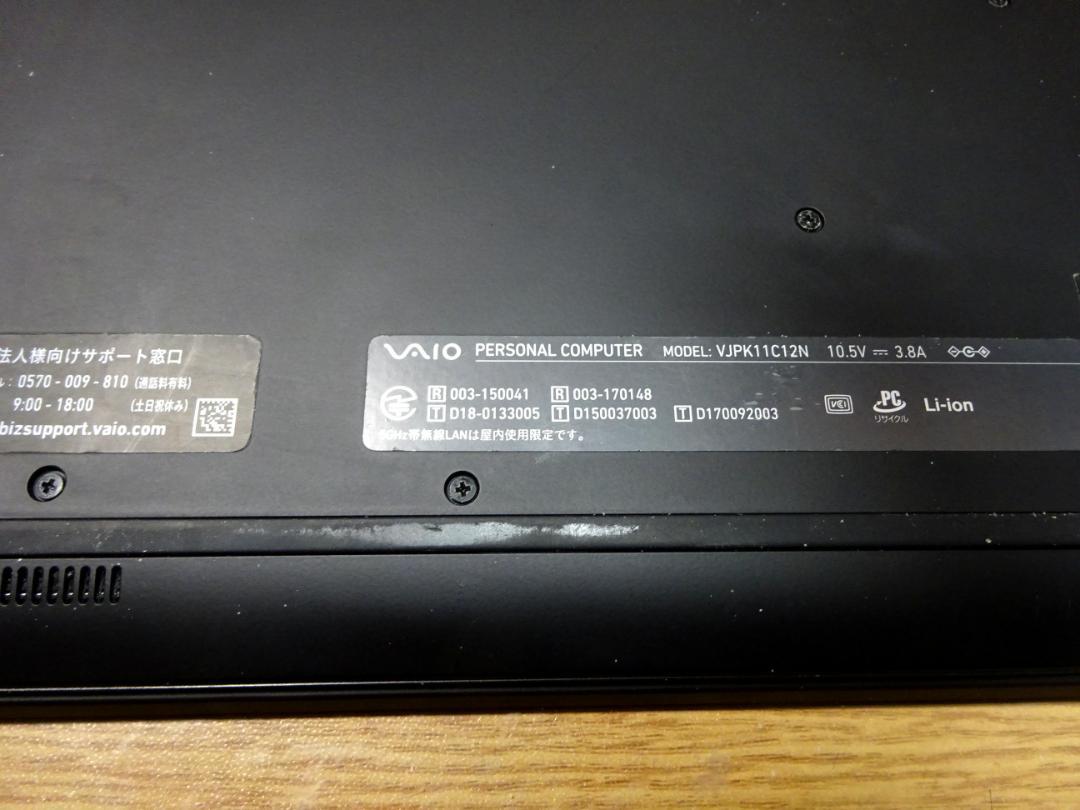 法人様向けサポート窓口
ル : 0570 - 009 - 810 (通話料有料)
9:00 - 18:00 (土日祝休み)
bizsupport.vaio.com
VAIO PERSONAL COMPUTER MODEL: VJPK11C12N 10.5V 3.8A
R 003-150041 R 003-170148
T D18-0133005 T D150037003 T D170092003
VCCI PC リサイクル Li-ion
5GHz帯無線LANは屋内使用限定です。